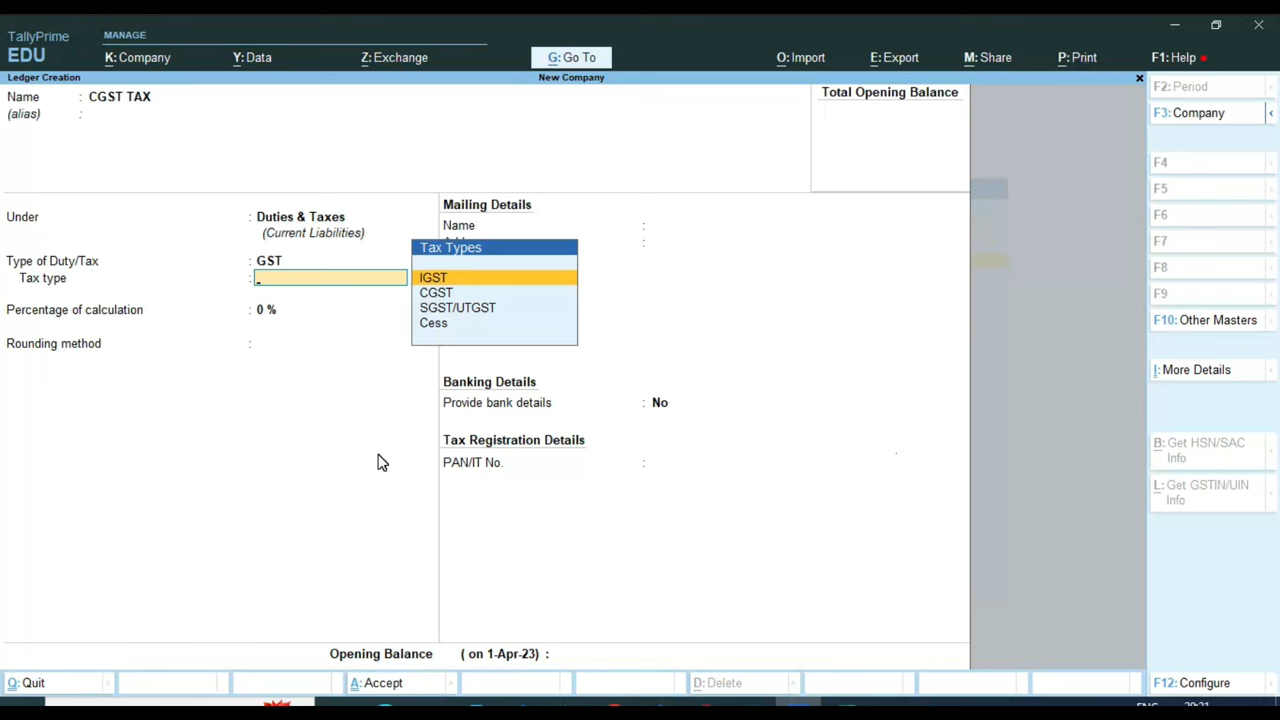 TallyPrime
EDU
MANAGE
K: Company
Y: Data
Z: Exchange
G: Go To
O: Import
E: Export
M: Share
P: Print
F1: Help
Ledger Creation
New Company
Name : CGST TAX
(alias) :
Total Opening Balance
Under : Duties & Taxes
(Current Liabilities)
Type of Duty/Tax : GST
Tax type :
Percentage of calculation : 0 %
Rounding method :
Mailing Details
Name :
Tax Types
IGST
CGST
SGST/UTGST
Cess
Banking Details
Provide bank details : No
Tax Registration Details
PAN/IT No. :
Opening Balance ( on 1-Apr-23) :
F2: Period
F3: Company
F4
F5
F6
F7
F8
F9
F10: Other Masters
I: More Details
B: Get HSN/SAC
Info
L: Get GSTIN/UIN
Info
Q: Quit
A: Accept
D: Delete
F12: Configure